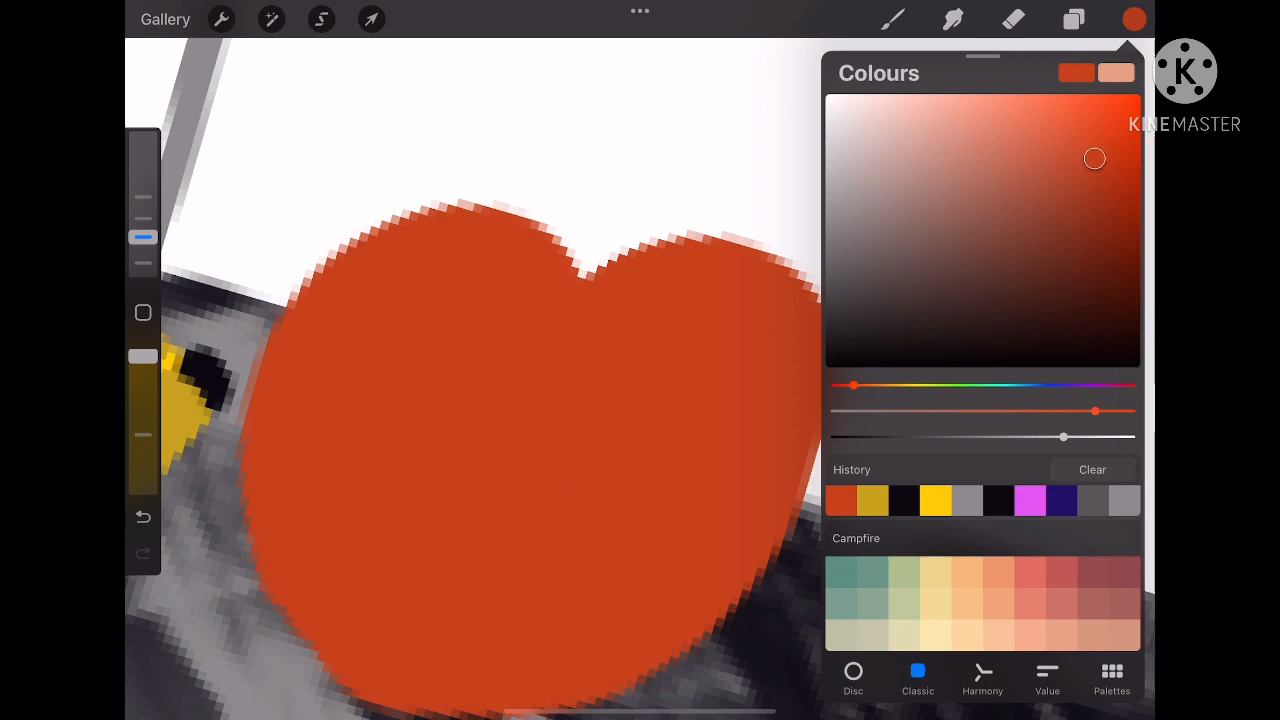 Gallery
Colours
K
KINEMASTER
History
Clear
Campfire
Disc
Classic
Harmony
Value
Palettes